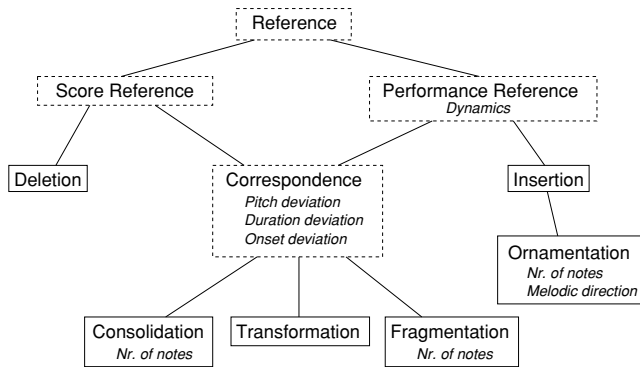 Reference
Score Reference
Performance Reference
Dynamics
Deletion
Correspondence
Pitch deviation
Duration deviation
Onset deviation
Insertion
Ornamentation
Nr. of notes
Melodic direction
Consolidation
Nr. of notes
Transformation
Fragmentation
Nr. of notes